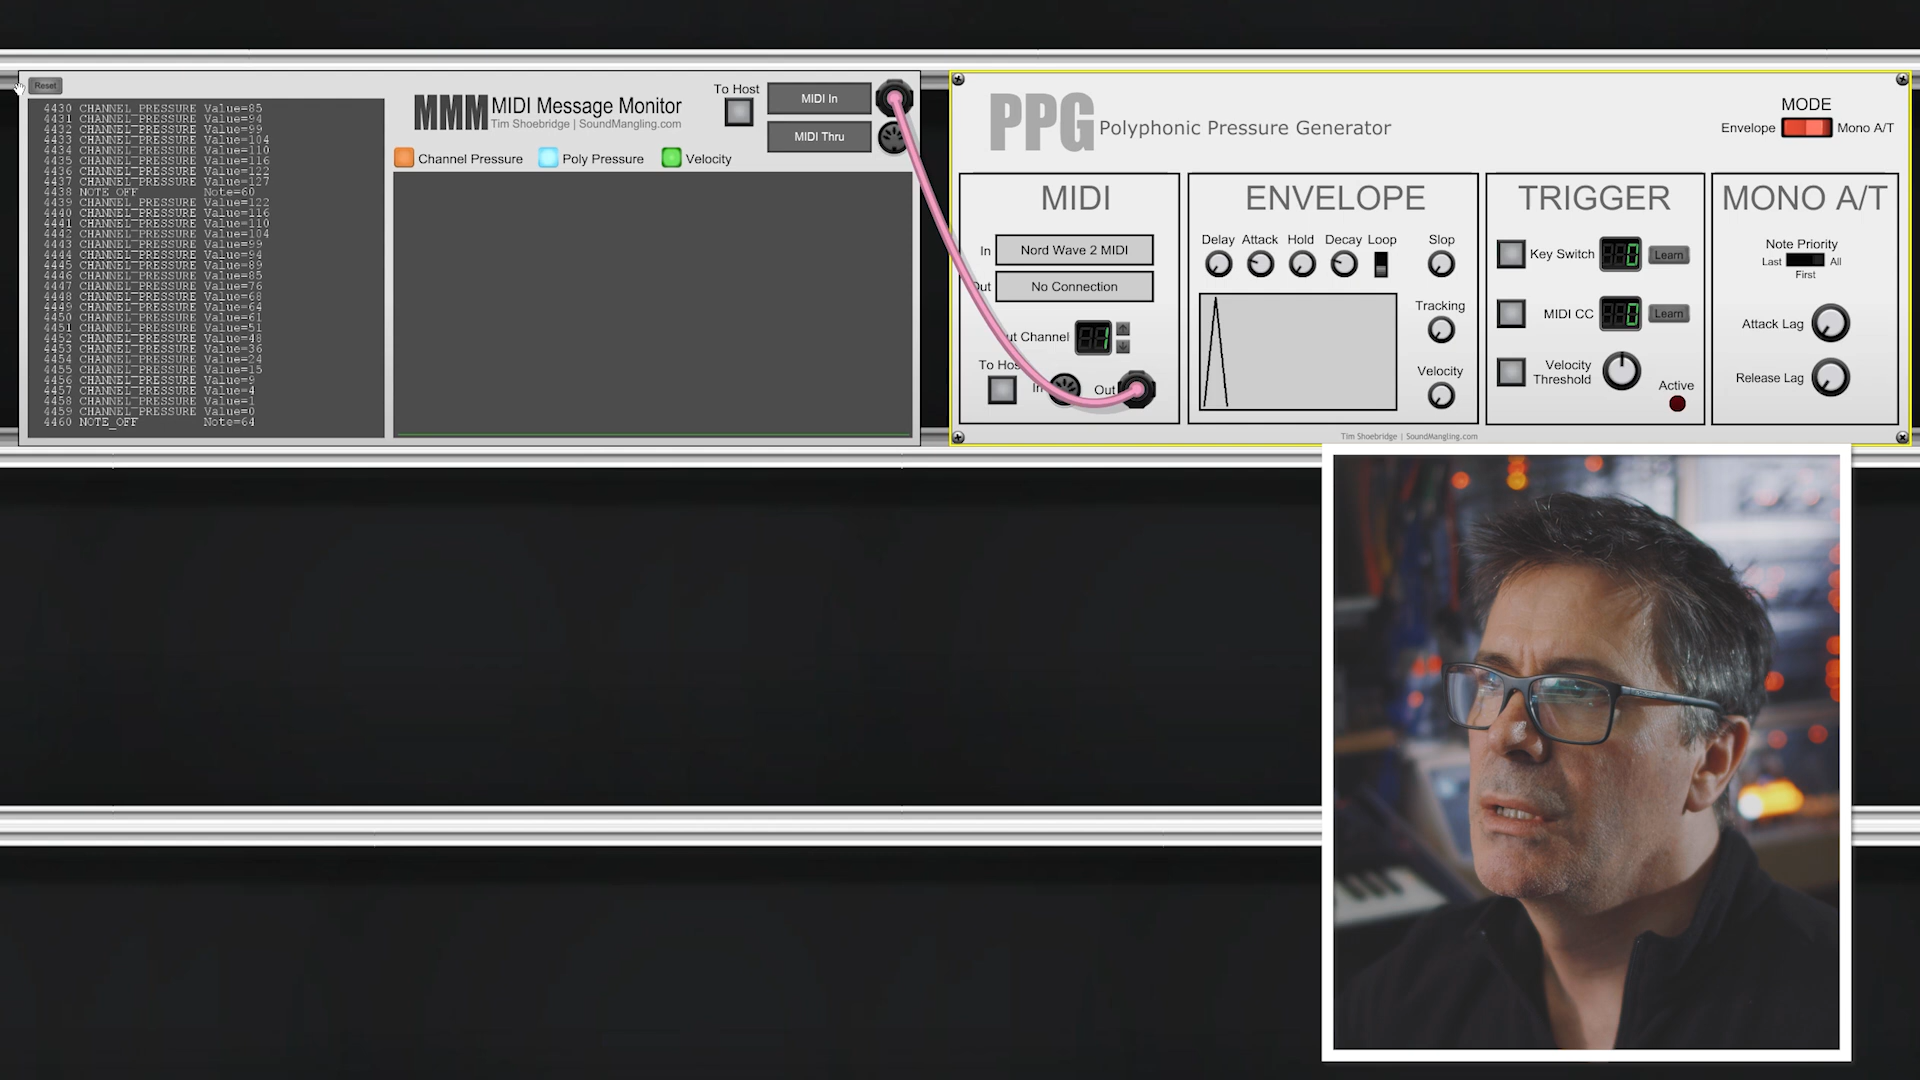 Reset
4430 CHANNEL_PRESSURE Value=85
4431 CHANNEL_PRESSURE Value=94
4432 CHANNEL_PRESSURE Value=99
4433 CHANNEL_PRESSURE Value=104
4434 CHANNEL_PRESSURE Value=110
4435 CHANNEL_PRESSURE Value=116
4436 CHANNEL_PRESSURE Value=122
4437 CHANNEL_PRESSURE Value=127
4438 NOTE_OFF Note=60
4439 CHANNEL_PRESSURE Value=122
4440 CHANNEL_PRESSURE Value=116
4441 CHANNEL_PRESSURE Value=110
4442 CHANNEL_PRESSURE Value=104
4443 CHANNEL_PRESSURE Value=99
4444 CHANNEL_PRESSURE Value=94
4445 CHANNEL_PRESSURE Value=89
4446 CHANNEL_PRESSURE Value=85
4447 CHANNEL_PRESSURE Value=76
4448 CHANNEL_PRESSURE Value=68
4449 CHANNEL_PRESSURE Value=64
4450 CHANNEL_PRESSURE Value=61
4451 CHANNEL_PRESSURE Value=51
4452 CHANNEL_PRESSURE Value=48
4453 CHANNEL_PRESSURE Value=36
4454 CHANNEL_PRESSURE Value=24
4455 CHANNEL_PRESSURE Value=15
4456 CHANNEL_PRESSURE Value=9
4457 CHANNEL_PRESSURE Value=4
4458 CHANNEL_PRESSURE Value=1
4459 CHANNEL_PRESSURE Value=0
4460 NOTE_OFF Note=64
MMM MIDI Message Monitor
Tim Shoebridge | SoundMangling.com
To Host
MIDI In
MIDI Thru
Channel Pressure Poly Pressure Velocity
PPG Polyphonic Pressure Generator
MODE
Envelope Mono A/T
MIDI
In Nord Wave 2 MIDI
Out No Connection
ut Channel 1
To Hos
In Out
ENVELOPE
Delay Attack Hold Decay Loop Slop
Tracking
Velocity
TRIGGER
Key Switch 0 Learn
MIDI CC 0 Learn
Velocity
Threshold
Active
MONO A/T
Note Priority
Last All
First
Attack Lag
Release Lag
Tim Shoebridge | SoundMangling.com